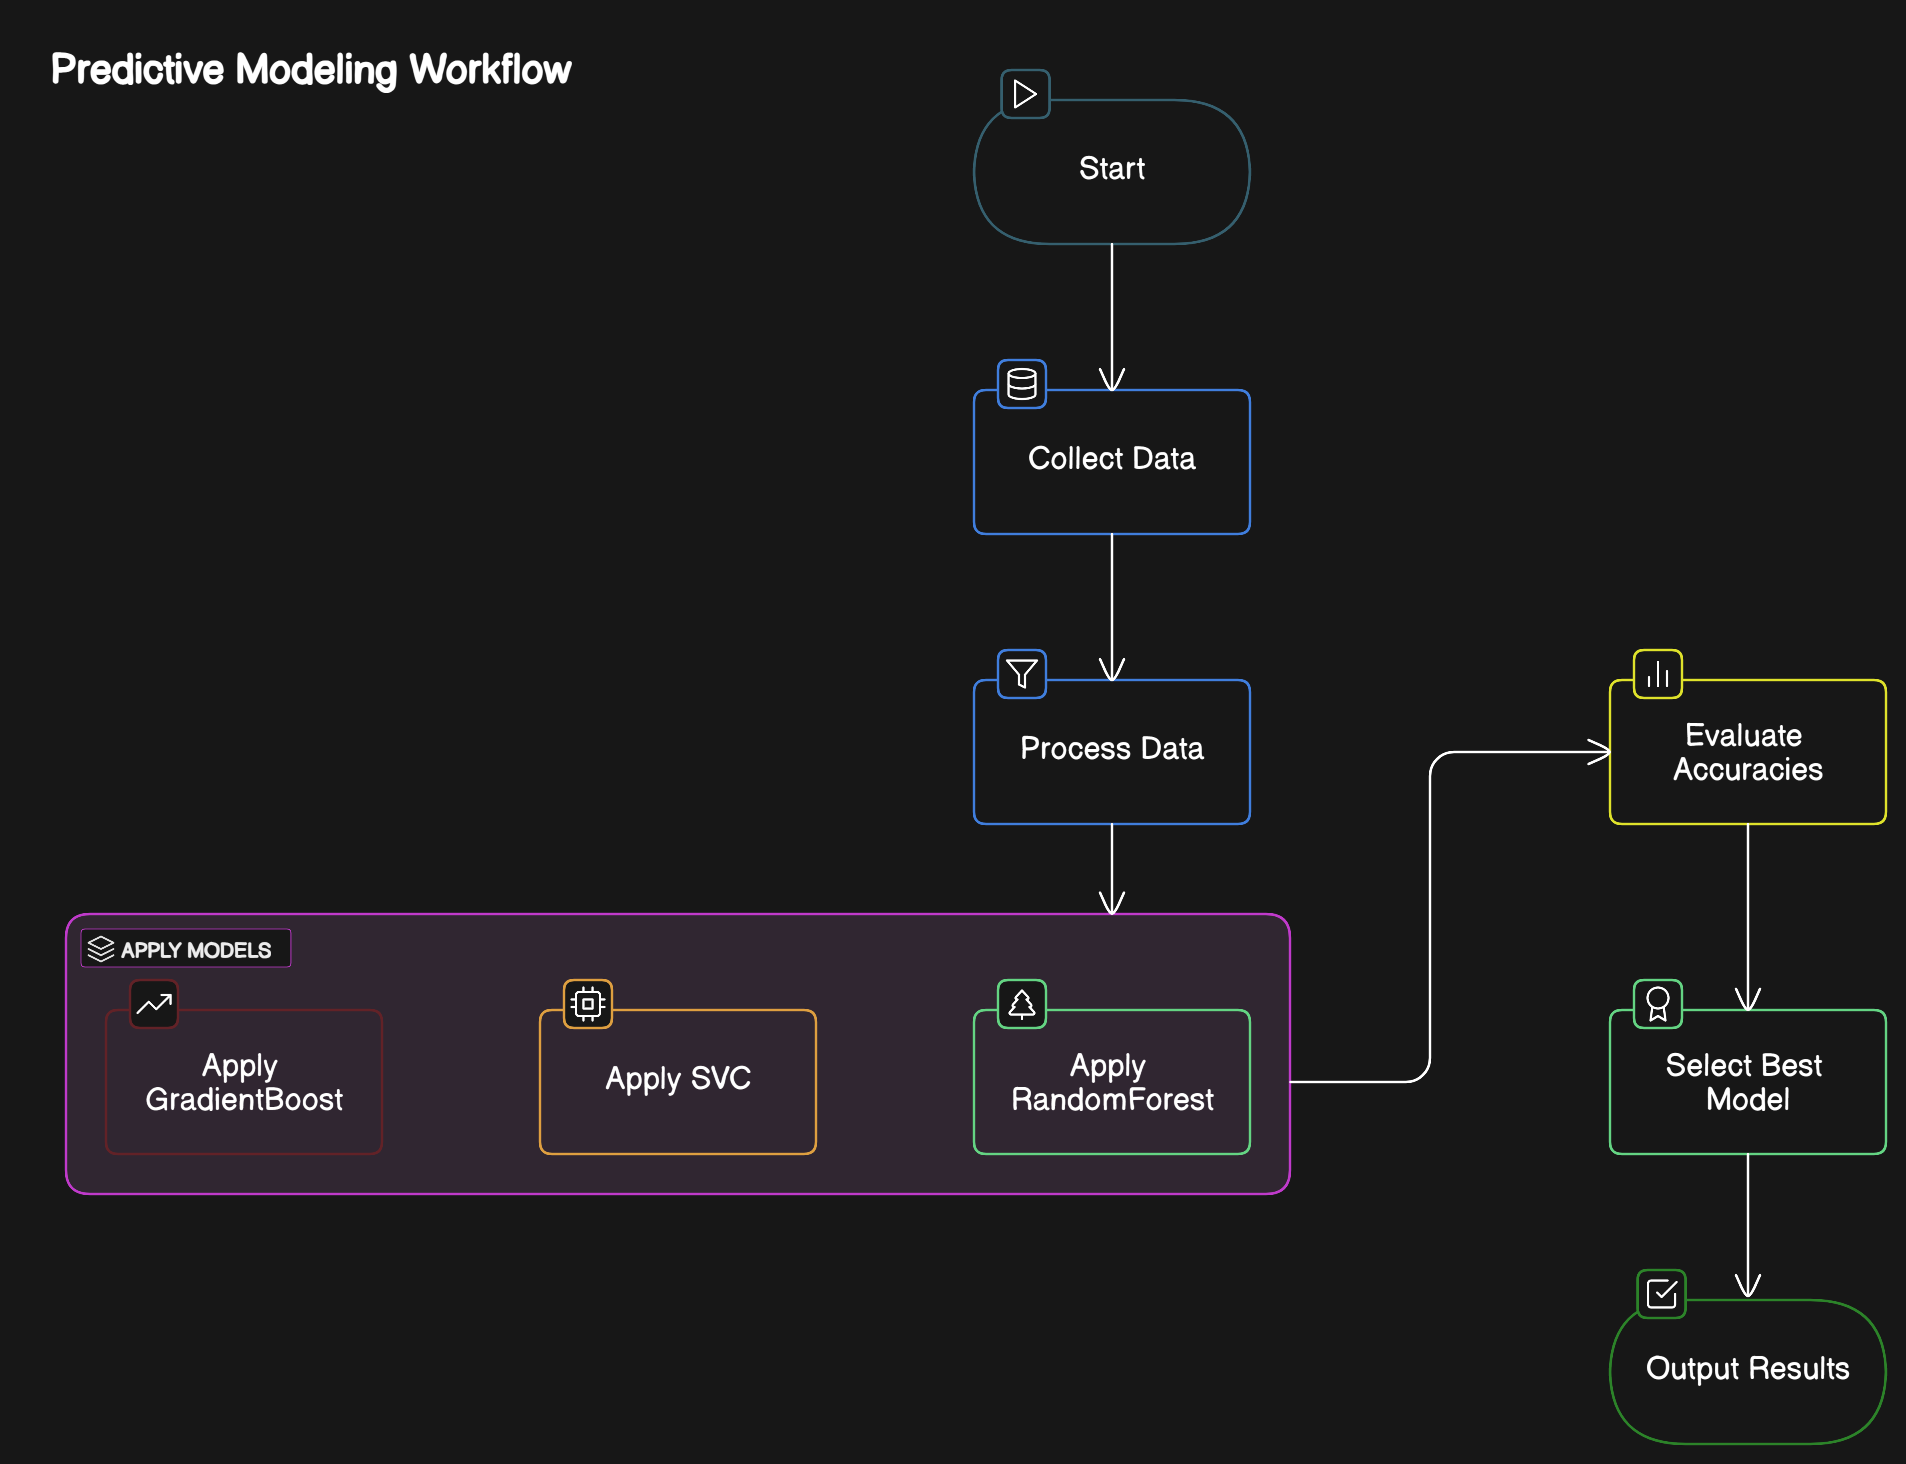 Predictive Modeling Workflow
Start
Collect Data
Process Data
APPLY MODELS
Apply
GradientBoost
Apply SVC
Apply
RandomForest
Evaluate
Accuracies
Select Best
Model
Output Results